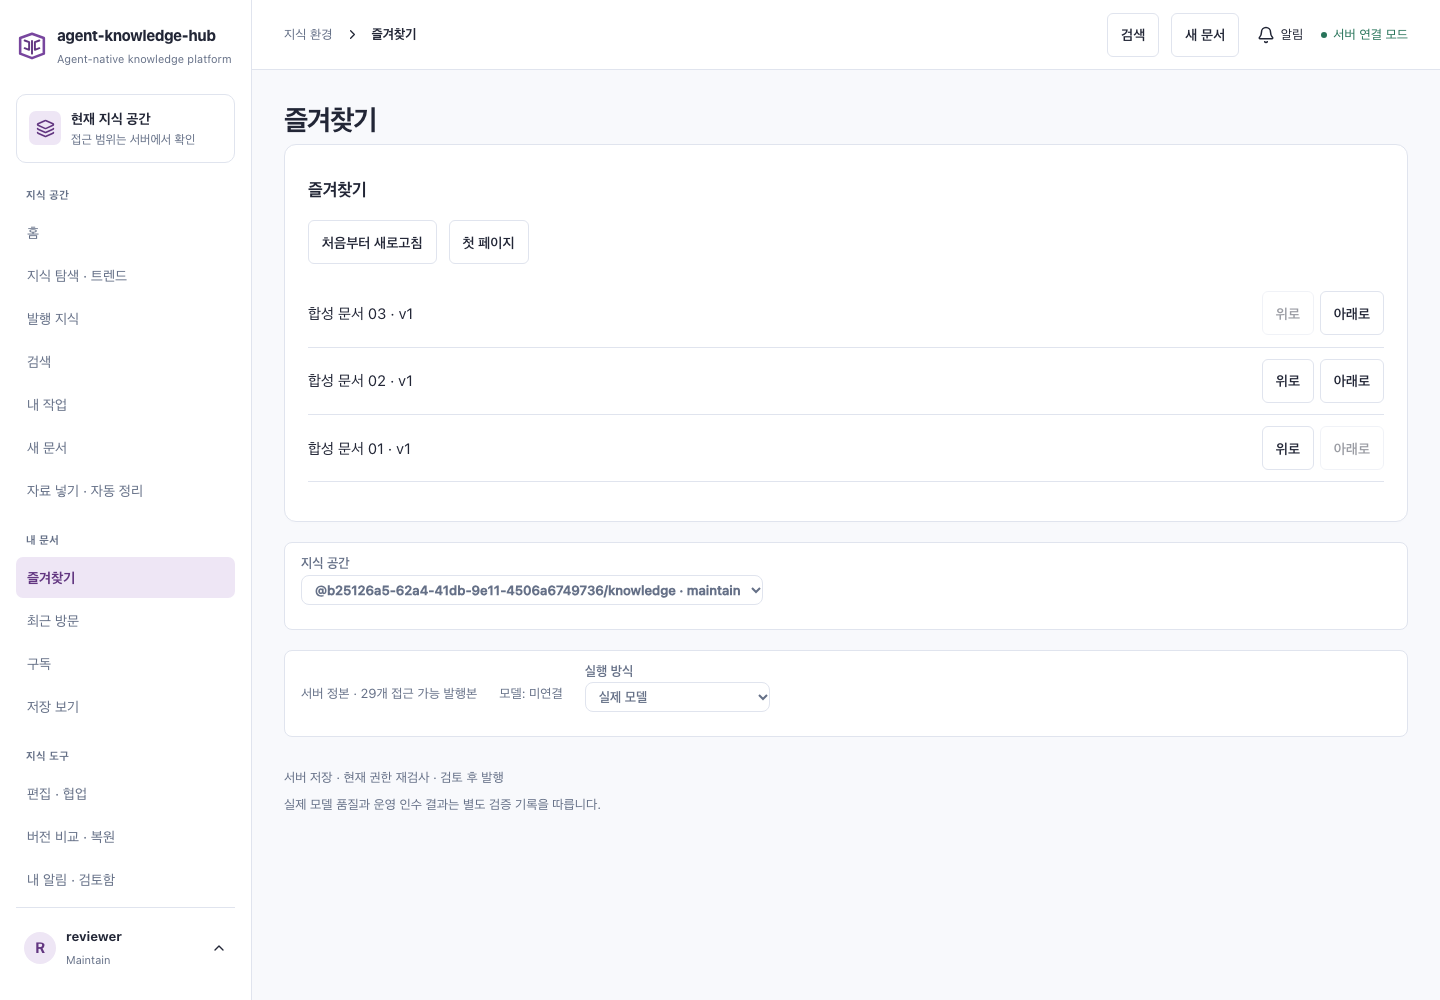 agent-knowledge-hub
Agent-native knowledge platform
현재 지식 공간
접근 범위는 서버에서 확인
지식 공간
홈
지식 탐색 · 트렌드
발행 지식
검색
내 작업
새 문서
자료 넣기 · 자동 정리
내 문서
즐겨찾기
최근 방문
구독
저장 보기
지식 도구
편집 · 협업
버전 비교 · 복원
내 알림 · 검토함
R
reviewer
Maintain
지식 환경 즐겨찾기
검색 새 문서 알림 서버 연결 모드
즐겨찾기
즐겨찾기
처음부터 새로고침 첫 페이지
합성 문서 03 · v1 위로 아래로
합성 문서 02 · v1 위로 아래로
합성 문서 01 · v1 위로 아래로
지식 공간
@b25126a5-62a4-41db-9e11-4506a6749736/knowledge · maintain
실행 방식
서버 정본 · 29개 접근 가능 발행본 모델: 미연결 실제 모델
서버 저장 · 현재 권한 재검사 · 검토 후 발행
실제 모델 품질과 운영 인수 결과는 별도 검증 기록을 따릅니다.